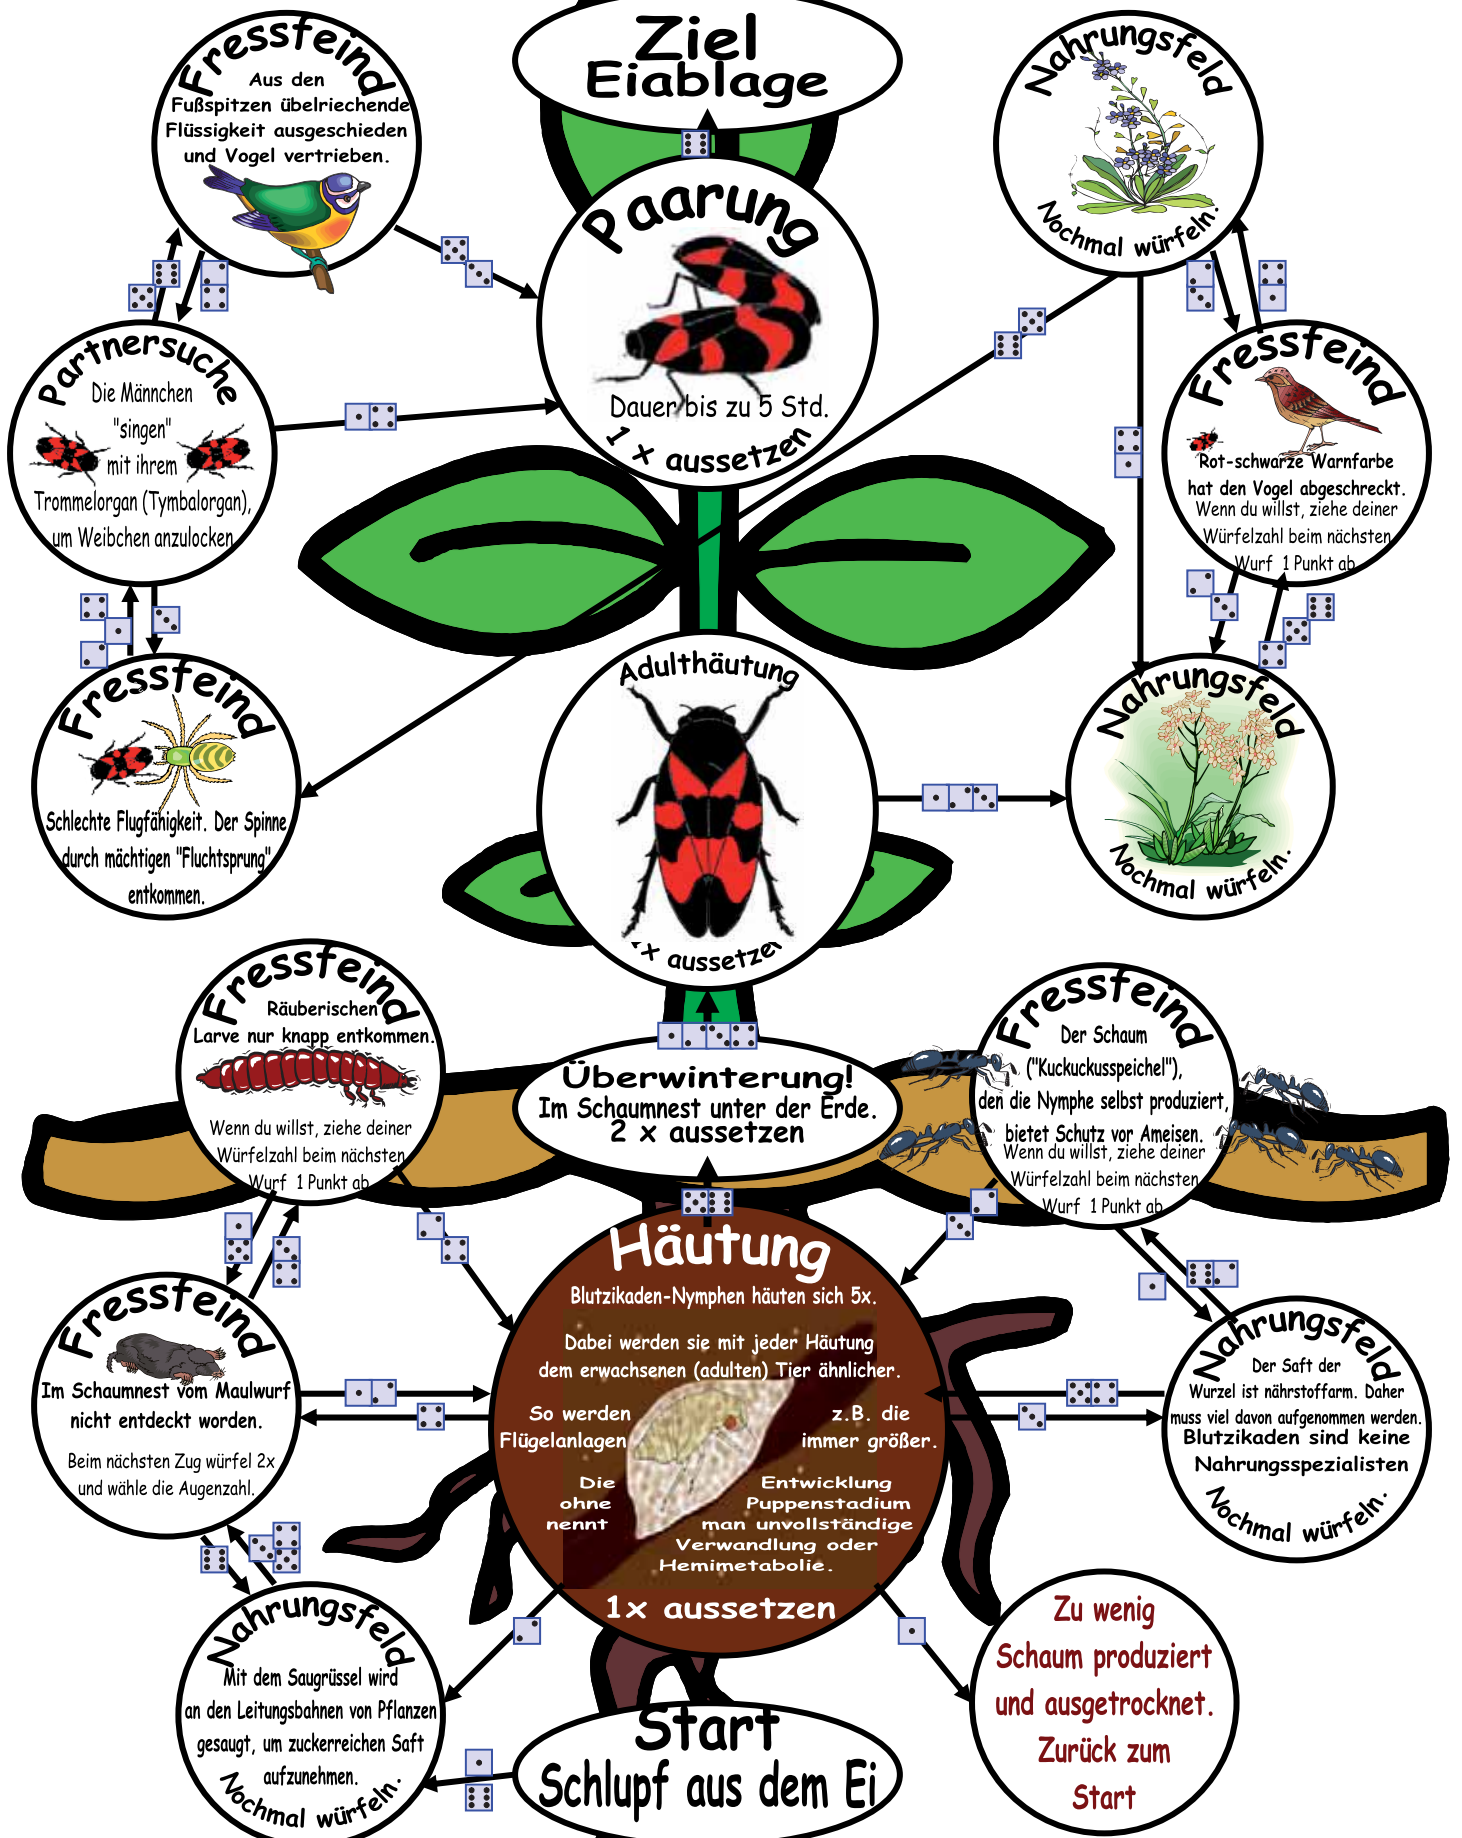 Fressfeind
Aus den
Fußspitzen übelriechende
Flüssigkeit ausgeschieden
und Vogel vertrieben.
Ziel
Eiablage
Nahrungsfeld
Nochmal würfeln.
Paarung
Dauer bis zu 5 Std.
1 x aussetzen
Partnersuche
Die Männchen
"singen"
mit ihrem
Trommelorgan (Tymbalorgan),
um Weibchen anzulocken
Fressfeind
Rot-schwarze Warnfarbe
hat den Vogel abgeschreckt.
Wenn du willst, ziehe deiner
Würfelzahl beim nächsten
Wurf 1 Punkt ab
Fressfeind
Schlechte Flugfähigkeit. Der Spinne
durch mächtigen "Fluchtsprung"
entkommen.
Adulthäutung
x aussetzen
Nahrungsfeld
Nochmal würfeln.
Fressfeind
Räuberischen
Larve nur knapp entkommen.
Wenn du willst, ziehe deiner
Würfelzahl beim nächsten
Wurf 1 Punkt ab
Überwinterung!
Im Schaumnest unter der Erde.
2 x aussetzen
Fressfeind
Der Schaum
("Kuckucksspeichel"),
den die Nymphe selbst produziert,
bietet Schutz vor Ameisen.
Wenn du willst, ziehe deiner
Würfelzahl beim nächsten
Wurf 1 Punkt ab
Fressfeind
Im Schaumnest vom Maulwurf
nicht entdeckt worden.
Beim nächsten Zug würfel 2x
und wähle die Augenzahl.
Häutung
Blutzikaden-Nymphen häuten sich 5x.
Dabei werden sie mit jeder Häutung
dem erwachsenen (adulten) Tier ähnlicher.
So werden z.B. die
Flügelanlagen immer größer.
Die Entwicklung
ohne Puppenstadium
nennt man unvollständige
Verwandlung oder
Hemimetabolie.
1x aussetzen
Nahrungsfeld
Der Saft der
Wurzel ist nährstoffarm. Daher
muss viel davon aufgenommen werden.
Blutzikaden sind keine
Nahrungsspezialisten
Nochmal würfeln.
Nahrungsfeld
Mit dem Saugrüssel wird
an den Leitungsbahnen von Pflanzen
gesaugt, um zuckerreichen Saft
aufzunehmen.
Nochmal würfeln.
Start
Schlupf aus dem Ei
Zu wenig
Schaum produziert
und ausgetrocknet.
Zurück zum
Start